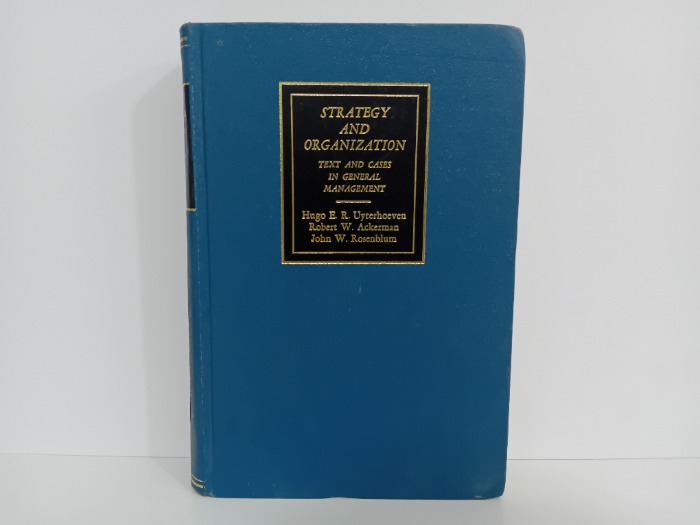 STRATEGY
AND
ORGANIZATION
TEXT AND CASES
IN GENERAL
MANAGEMENT
Hugo E. R. Uyterhoeven
Robert W. Ackerman
John W. Rosenblum